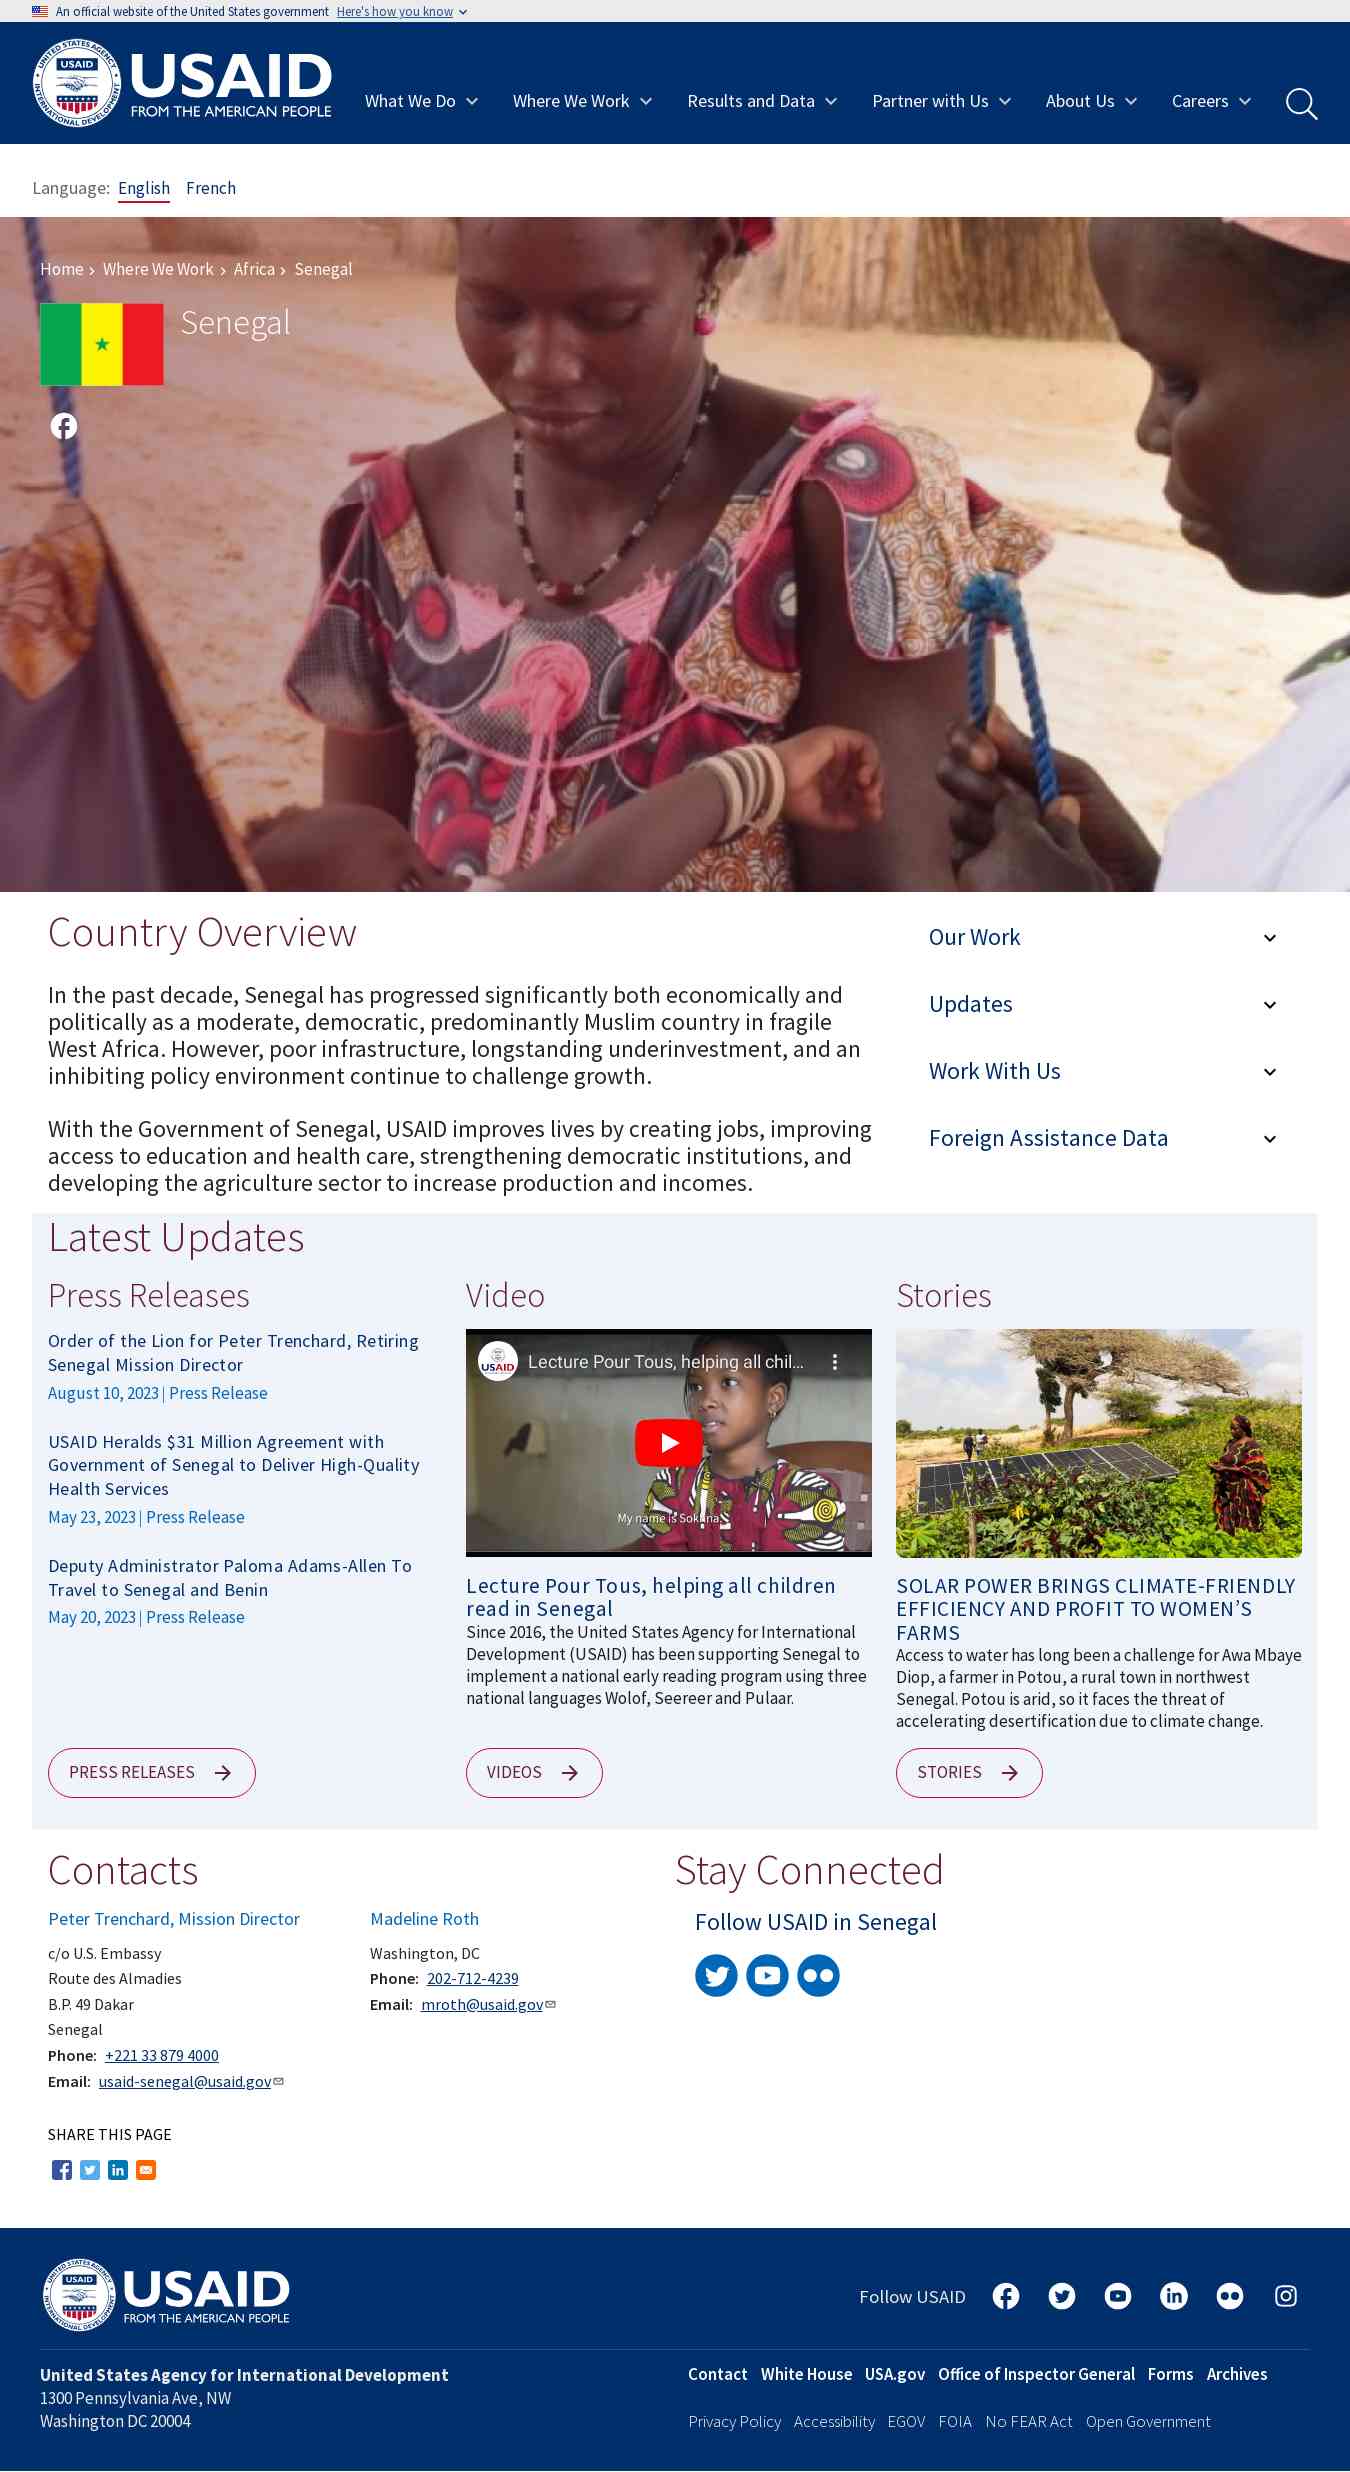 An official website of the United States government Here's how you know
UNITED STATES AGENCY
USAID
INTERNATIONAL DEVELOPMENT
USAID
FROM THE AMERICAN PEOPLE
What We Do Where We Work Results and Data Partner with Us About Us Careers
Language: English French
Home › Where We Work › Africa › Senegal
Senegal
Country Overview
In the past decade, Senegal has progressed significantly both economically and
politically as a moderate, democratic, predominantly Muslim country in fragile
West Africa. However, poor infrastructure, longstanding underinvestment, and an
inhibiting policy environment continue to challenge growth.
With the Government of Senegal, USAID improves lives by creating jobs, improving
access to education and health care, strengthening democratic institutions, and
developing the agriculture sector to increase production and incomes.
Our Work
Updates
Work With Us
Foreign Assistance Data
Latest Updates
Press Releases
Order of the Lion for Peter Trenchard, Retiring
Senegal Mission Director
August 10, 2023 | Press Release
USAID Heralds $31 Million Agreement with
Government of Senegal to Deliver High-Quality
Health Services
May 23, 2023 | Press Release
Deputy Administrator Paloma Adams-Allen To
Travel to Senegal and Benin
May 20, 2023 | Press Release
PRESS RELEASES
Video
USAID
Lecture Pour Tous, helping all chil...
My name is Sokhna.
Lecture Pour Tous, helping all children
read in Senegal
Since 2016, the United States Agency for International
Development (USAID) has been supporting Senegal to
implement a national early reading program using three
national languages Wolof, Seereer and Pulaar.
VIDEOS
Stories
SOLAR POWER BRINGS CLIMATE-FRIENDLY
EFFICIENCY AND PROFIT TO WOMEN’S
FARMS
Access to water has long been a challenge for Awa Mbaye
Diop, a farmer in Potou, a rural town in northwest
Senegal. Potou is arid, so it faces the threat of
accelerating desertification due to climate change.
STORIES
Contacts
Peter Trenchard, Mission Director
c/o U.S. Embassy
Route des Almadies
B.P. 49 Dakar
Senegal
Phone: +221 33 879 4000
Email: usaid-senegal@usaid.gov
Madeline Roth
Washington, DC
Phone: 202-712-4239
Email: mroth@usaid.gov
Stay Connected
Follow USAID in Senegal
SHARE THIS PAGE
UNITED STATES AGENCY
USAID
INTERNATIONAL DEVELOPMENT
USAID
FROM THE AMERICAN PEOPLE
Follow USAID
United States Agency for International Development
1300 Pennsylvania Ave, NW
Washington DC 20004
Contact White House USA.gov Office of Inspector General Forms Archives
Privacy Policy Accessibility EGOV FOIA No FEAR Act Open Government